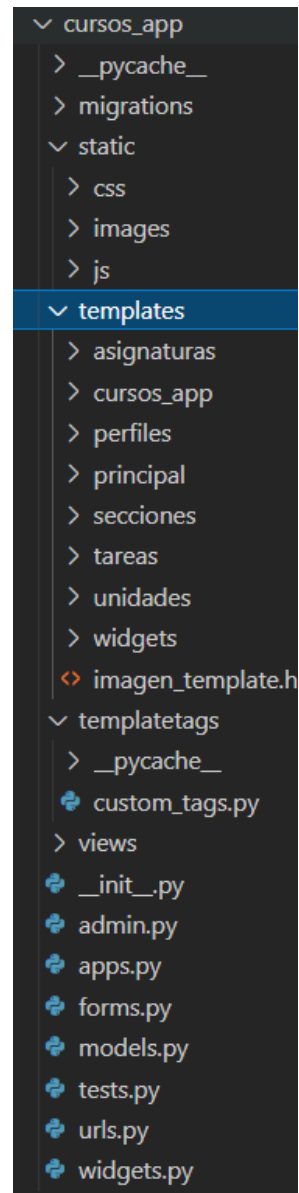 cursos_app
__pycache__
migrations
static
css
images
js
templates
asignaturas
cursos_app
perfiles
principal
secciones
tareas
unidades
widgets
imagen_template.h
templatetags
__pycache__
custom_tags.py
views
__init__.py
admin.py
apps.py
forms.py
models.py
tests.py
urls.py
widgets.py